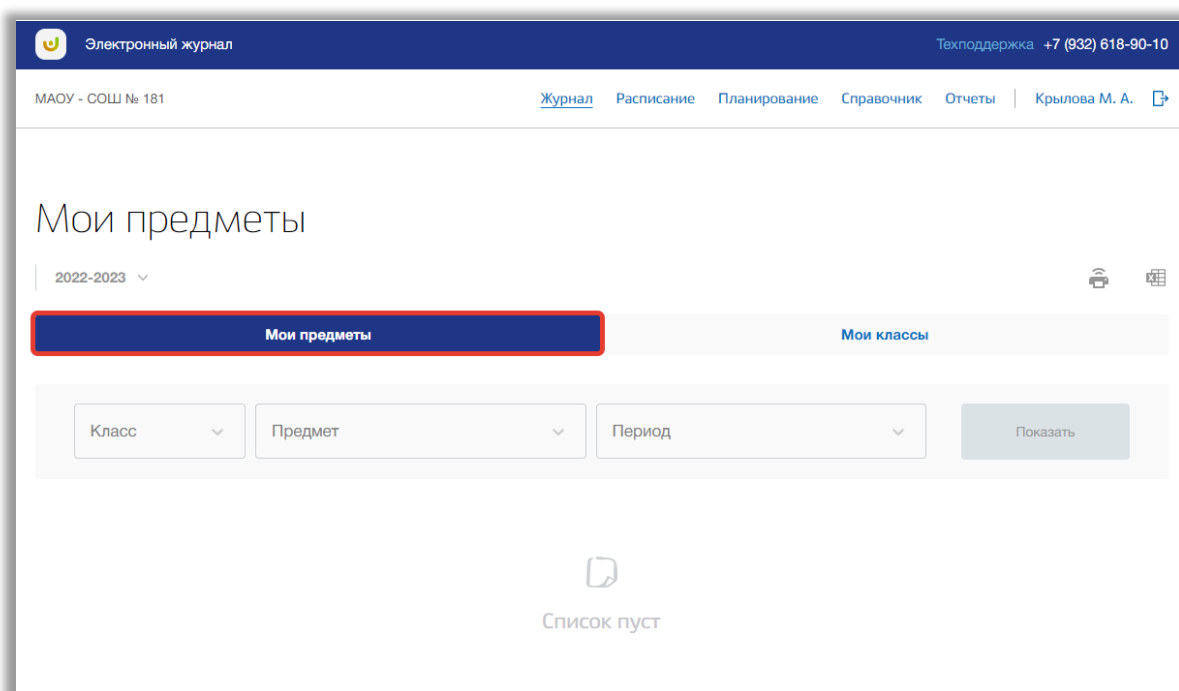 Электронный журнал Техподдержка +7 (932) 618-90-10
МАОУ - СОШ № 181 Журнал Расписание Планирование Справочник Отчеты Крылова М. А.
Мои предметы
2022-2023
Мои предметы Мои классы
Класс Предмет Период Показать
Список пуст